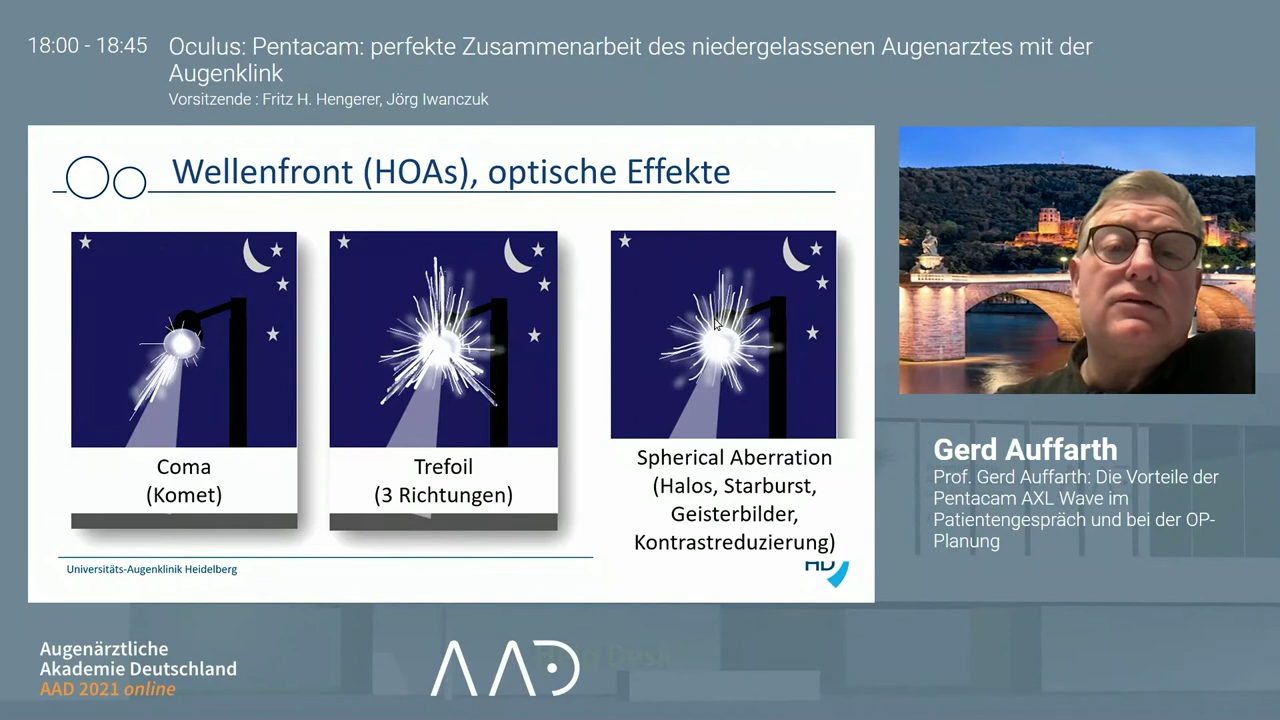 18:00 - 18:45
Oculus: Pentacam: perfekte Zusammenarbeit des niedergelassenen Augenarztes mit der
Augenklink
Vorsitzende : Fritz H. Hengerer, Jörg Iwanczuk
Wellenfront (HOAs), optische Effekte
Coma
(Komet)
Trefoil
(3 Richtungen)
Spherical Aberration
(Halos, Starburst,
Geisterbilder,
Kontrastreduzierung)
Universitäts-Augenklinik Heidelberg
HD
Gerd Auffarth
Prof. Gerd Auffarth: Die Vorteile der
Pentacam AXL Wave im
Patientengespräch und bei der OP-
Planung
Augenärztliche
Akademie Deutschland
AAD 2021 online
AAD